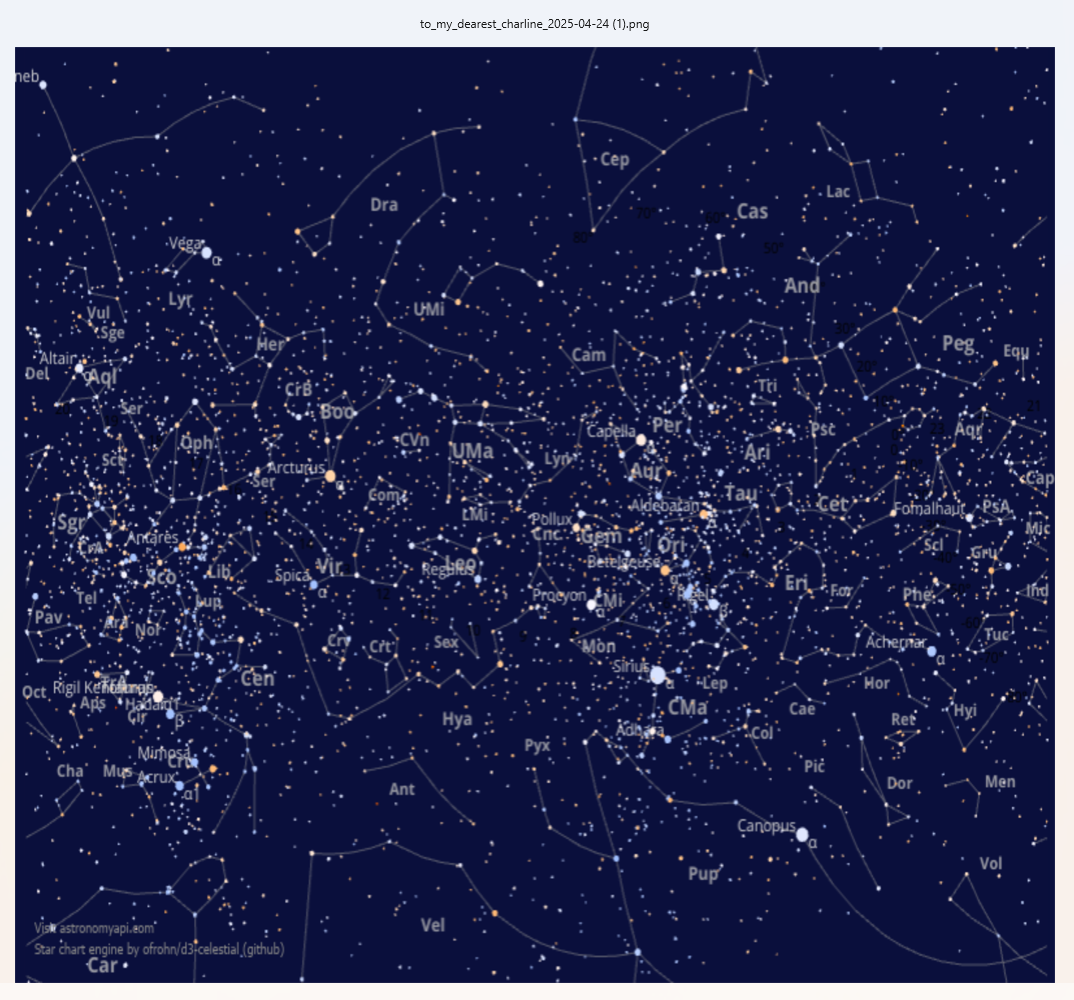 to_my_dearest_charline_2025-04-24 (1).png
neb
Cep
70°
Lac
Dra
60°
Cas
80°
50°
Vega
α
And
Lyr
UMi
Vul
Sge
30°
Her
Peg
Equ
Altair
Cam
20°
Del
Aql
Tri
CrB
10°
Ser
Boo
21
Oph
CVn
UMa
Capella
Per
Psc
23
Aqr
Sct
Arcturus
Lyn
Aur
Ari
Ser
Com
Tau
Cap
Sgr
LMi
Aldebaran
Cet
Fomalhaut
PsA
Antares
Pollux
Cnc
Gem
Mic
CrA
Ori
Scl
Gru
Sco
Lib
Vir
Leo
Regulus
Betelgeuse
α
Spica
α
Eri
For
Phe
Ind
Tel
Lup
12
Procyon
CMi
Rigel
β
Pav
Ara
Nor
10
9
-60°
Tuc
Crv
Crt
Sex
Mon
Achernar
α
-70°
Cen
Sirius
α
Lep
Hor
Oct
Rigil Kentaurus
TrA
Hadar
β
Aps
Cir
Hya
CMa
Cae
Ret
Hyi
Adhara
Col
Mimosa
Pyx
Cha
Mus
Acrux
α
Cru
Pic
Dor
Men
Ant
Canopus
α
Pup
Vol
Vel
Visit astronomyapi.com
Star chart engine by ofrohn/d3-celestial (github)
Car